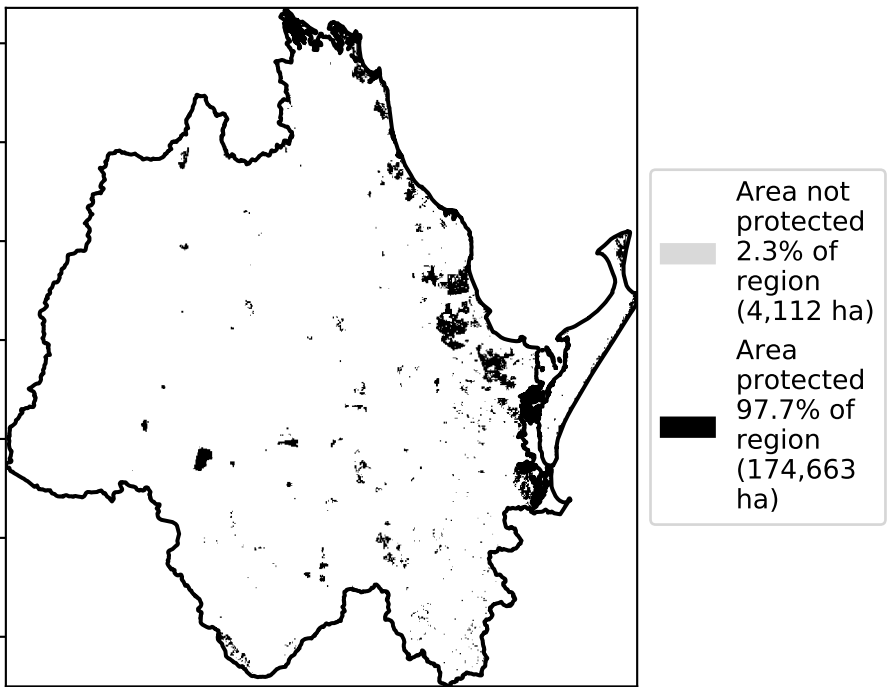 Area not
protected
2.3% of
region
(4,112 ha)
Area
protected
97.7% of
region
(174,663
ha)